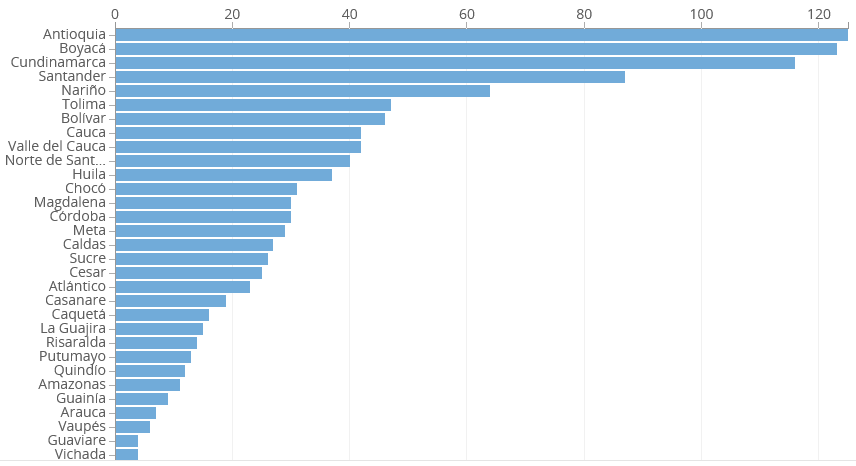 0 20 40 60 80 100 120
Antioquia
Boyacá
Cundinamarca
Santander
Nariño
Tolima
Bolívar
Cauca
Valle del Cauca
Norte de Sant...
Huila
Chocó
Magdalena
Córdoba
Meta
Caldas
Sucre
Cesar
Atlántico
Casanare
Caquetá
La Guajira
Risaralda
Putumayo
Quindío
Amazonas
Guainía
Arauca
Vaupés
Guaviare
Vichada